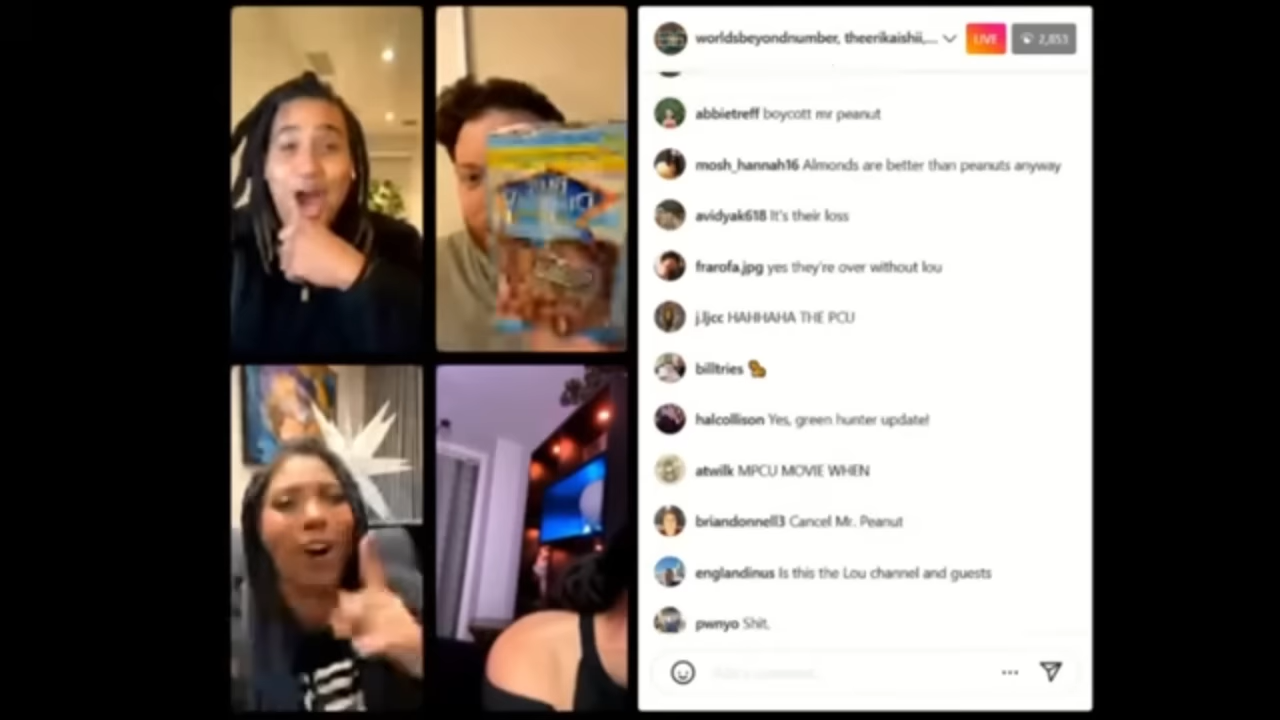 worldsbeyondnumber, theerikaishii,...
LIVE
2,853
abbietreff boycott mr peanut
mosh_hannah16 Almonds are better than peanuts anyway
avidyak618 It's their loss
frarofa.jpg yes they're over without lou
j.ljcc HAHHAHA THE PCU
billtries
halcollison Yes, green hunter update!
atwilk MPCU MOVIE WHEN
briandonnell3 Cancel Mr. Peanut
englandinus Is this the Lou channel and guests
pwnyo Shit.